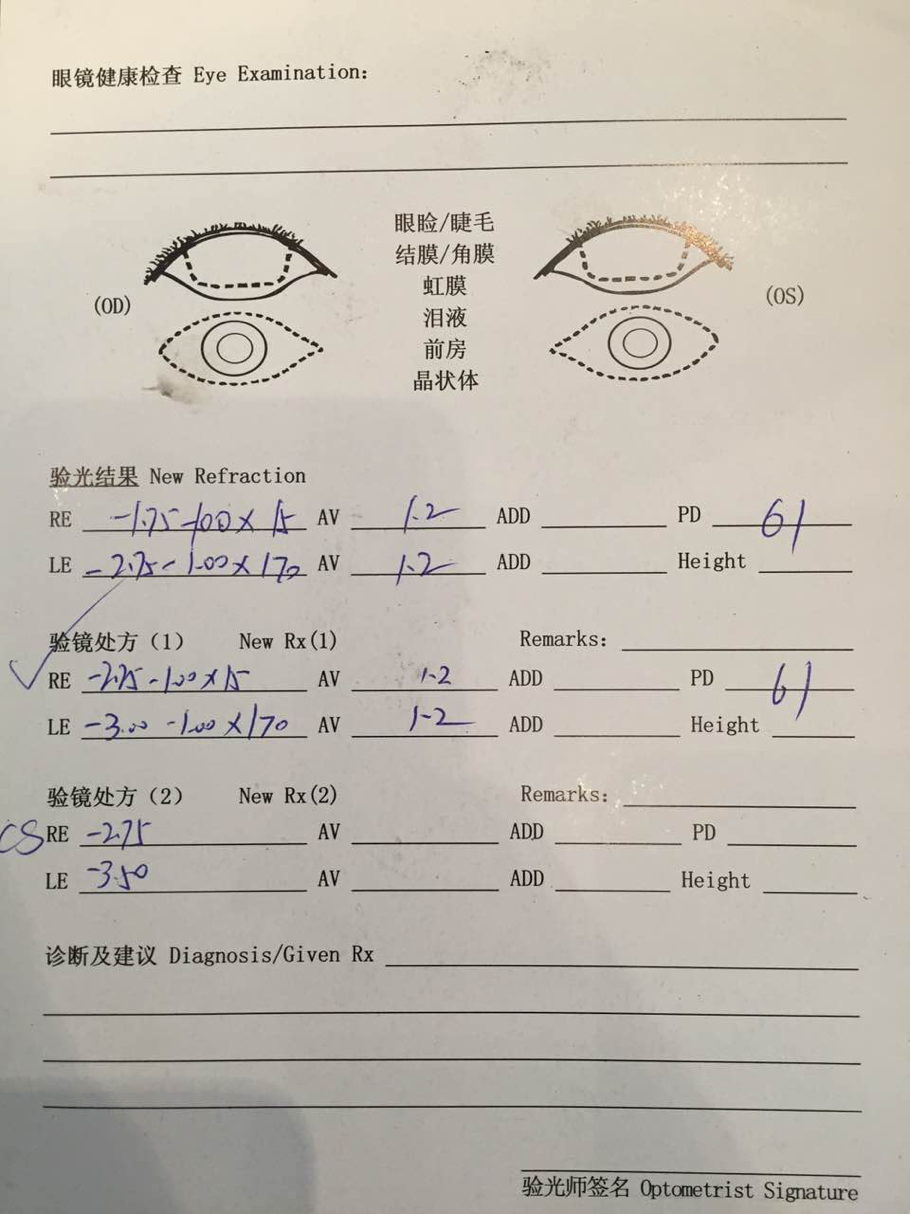 眼镜健康检查 Eye Examination:
眼睑/睫毛
结膜/角膜
虹膜
(OD)
(OS)
泪液
前房
晶状体
验光结果 New Refraction
RE -1.75 -1.00 x 15 AV 1.2 ADD PD 61
LE -2.75 - 1.00 x 170 AV 1.2 ADD Height
验镜处方（1） New Rx(1) Remarks:
RE -2.25 -1.00 x 15 AV 1.2 ADD PD 61
LE -3.00 -1.00 x 170 AV 1.2 ADD Height
验镜处方（2） New Rx(2) Remarks:
CS RE -2.75 AV ADD PD
LE -3.50 AV ADD Height
诊断及建议 Diagnosis/Given Rx
验光师签名 Optometrist Signature